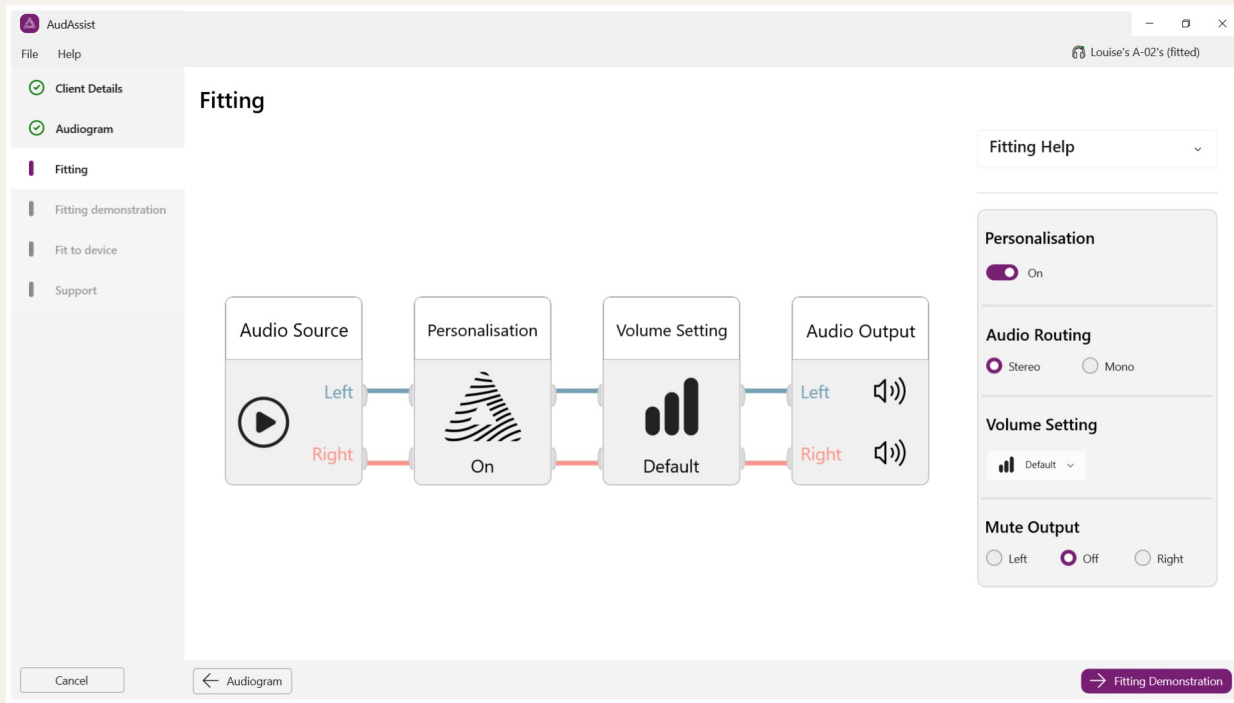 AudAssist
File Help
Louise's A-02's (fitted)
Client Details
Audiogram
Fitting
Fitting demonstration
Fit to device
Support
Fitting
Audio Source
Left
Right
Personalisation
On
Volume Setting
Default
Audio Output
Left
Right
Fitting Help
Personalisation
On
Audio Routing
Stereo Mono
Volume Setting
Default
Mute Output
Left Off Right
Cancel
Audiogram
Fitting Demonstration